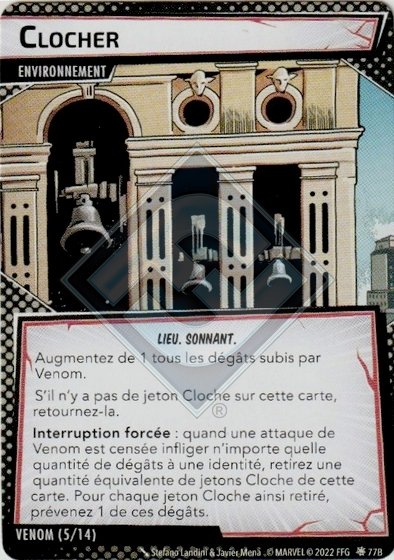 CLOCHER
ENVIRONNEMENT
LIEU. SONNANT.
Augmentez de 1 tous les dégâts subis par
Venom.
S'il n'y a pas de jeton Cloche sur cette carte,
retournez-la.
®
Interruption forcée : quand une attaque de
Venom est censée infliger n'importe quelle
quantité de dégâts à une identité, retirez une
quantité équivalente de jetons Cloche de cette
carte. Pour chaque jeton Cloche ainsi retiré,
prévenez 1 de ces dégâts.
VENOM (5/14)
Stefano Landini & Javier Mena .© MARVEL © 2022 FFG 77B